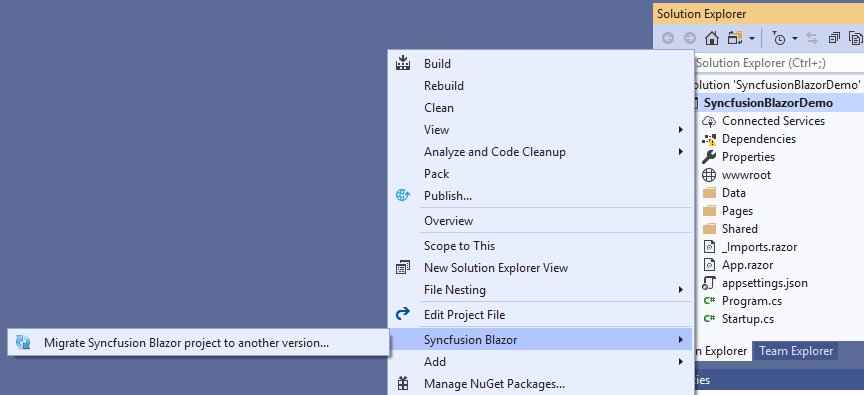 Solution Explorer
Solution Explorer (Ctrl+;)
olution 'SyncfusionBlazorDemo'
SyncfusionBlazorDemo
Connected Services
Dependencies
Properties
wwwroot
Data
Pages
Shared
_Imports.razor
App.razor
appsettings.json
C# Program.cs
C# Startup.cs
n Explorer
Team Explorer
ies
Build
Rebuild
Clean
View
Analyze and Code Cleanup
Pack
Publish...
Overview
Scope to This
New Solution Explorer View
File Nesting
Edit Project File
Syncfusion Blazor
Add
Manage NuGet Packages...
Migrate Syncfusion Blazor project to another version...